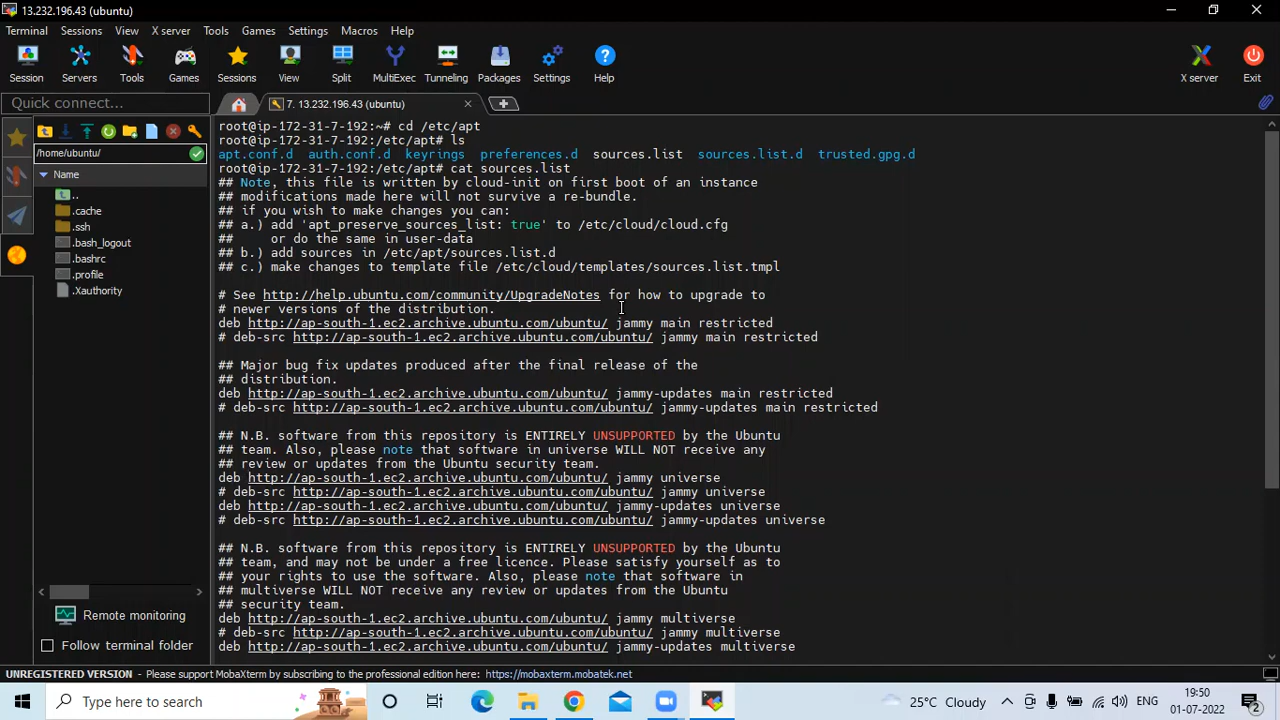 13.232.196.43 (ubuntu)
Terminal Sessions View X server Tools Games Settings Macros Help
Session Servers Tools Games Sessions View Split MultiExec Tunneling Packages Settings Help X server Exit
Quick connect...
7. 13.232.196.43 (ubuntu)
/home/ubuntu/
Name
..
.cache
.ssh
.bash_logout
.bashrc
.profile
.Xauthority
Remote monitoring
Follow terminal folder
root@ip-172-31-7-192:~# cd /etc/apt
root@ip-172-31-7-192:/etc/apt# ls
apt.conf.d auth.conf.d keyrings preferences.d sources.list sources.list.d trusted.gpg.d
root@ip-172-31-7-192:/etc/apt# cat sources.list
## Note, this file is written by cloud-init on first boot of an instance
## modifications made here will not survive a re-bundle.
## if you wish to make changes you can:
## a.) add 'apt_preserve_sources_list: true' to /etc/cloud/cloud.cfg
## or do the same in user-data
## b.) add sources in /etc/apt/sources.list.d
## c.) make changes to template file /etc/cloud/templates/sources.list.tmpl
# See http://help.ubuntu.com/community/UpgradeNotes for how to upgrade to
# newer versions of the distribution.
deb http://ap-south-1.ec2.archive.ubuntu.com/ubuntu/ jammy main restricted
# deb-src http://ap-south-1.ec2.archive.ubuntu.com/ubuntu/ jammy main restricted
## Major bug fix updates produced after the final release of the
## distribution.
deb http://ap-south-1.ec2.archive.ubuntu.com/ubuntu/ jammy-updates main restricted
# deb-src http://ap-south-1.ec2.archive.ubuntu.com/ubuntu/ jammy-updates main restricted
## N.B. software from this repository is ENTIRELY UNSUPPORTED by the Ubuntu
## team. Also, please note that software in universe WILL NOT receive any
## review or updates from the Ubuntu security team.
deb http://ap-south-1.ec2.archive.ubuntu.com/ubuntu/ jammy universe
# deb-src http://ap-south-1.ec2.archive.ubuntu.com/ubuntu/ jammy universe
deb http://ap-south-1.ec2.archive.ubuntu.com/ubuntu/ jammy-updates universe
# deb-src http://ap-south-1.ec2.archive.ubuntu.com/ubuntu/ jammy-updates universe
## N.B. software from this repository is ENTIRELY UNSUPPORTED by the Ubuntu
## team, and may not be under a free licence. Please satisfy yourself as to
## your rights to use the software. Also, please note that software in
## multiverse WILL NOT receive any review or updates from the Ubuntu
## security team.
deb http://ap-south-1.ec2.archive.ubuntu.com/ubuntu/ jammy multiverse
# deb-src http://ap-south-1.ec2.archive.ubuntu.com/ubuntu/ jammy multiverse
deb http://ap-south-1.ec2.archive.ubuntu.com/ubuntu/ jammy-updates multiverse
UNREGISTERED VERSION - Please support MobaXterm by subscribing to the professional edition here: https://mobaxterm.mobatek.net
Type here to search
25°C Cloudy
ENG
19:50
01-07-2022
2